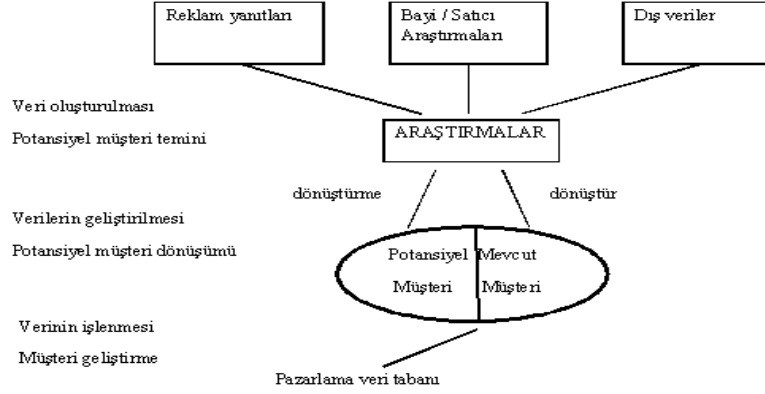 Reklam yanıtları
Bayi / Satıcı
Araştırmaları
Dış veriler
Veri oluşturulması
Potansiyel müşteri temini
ARAŞTIRMALAR
dönüştürme
dönüştür
Verilerin geliştirilmesi
Potansiyel müşteri dönüşümü
Potansiyel Mevcut
Müşteri Müşteri
Verinin işlenmesi
Müşteri geliştirme
Pazarlama veri tabanı